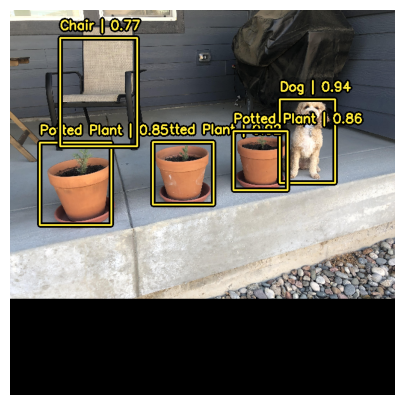 Chair | 0.77
Dog | 0.94
Potted Plant | 0.86
Potted Plant | 0.85
tted Plant